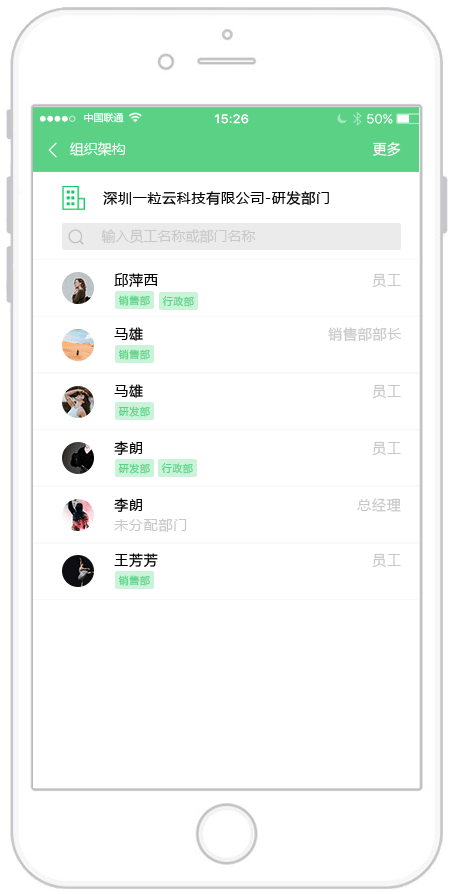 中国联通 15:26 50%
组织架构 更多
深圳一粒云科技有限公司-研发部门
输入员工名称或部门名称
邱萍西 员工
销售部 行政部
马雄 销售部部长
销售部
马雄 员工
研发部
李朗 员工
研发部 行政部
李朗 总经理
未分配部门
王芳芳 员工
销售部